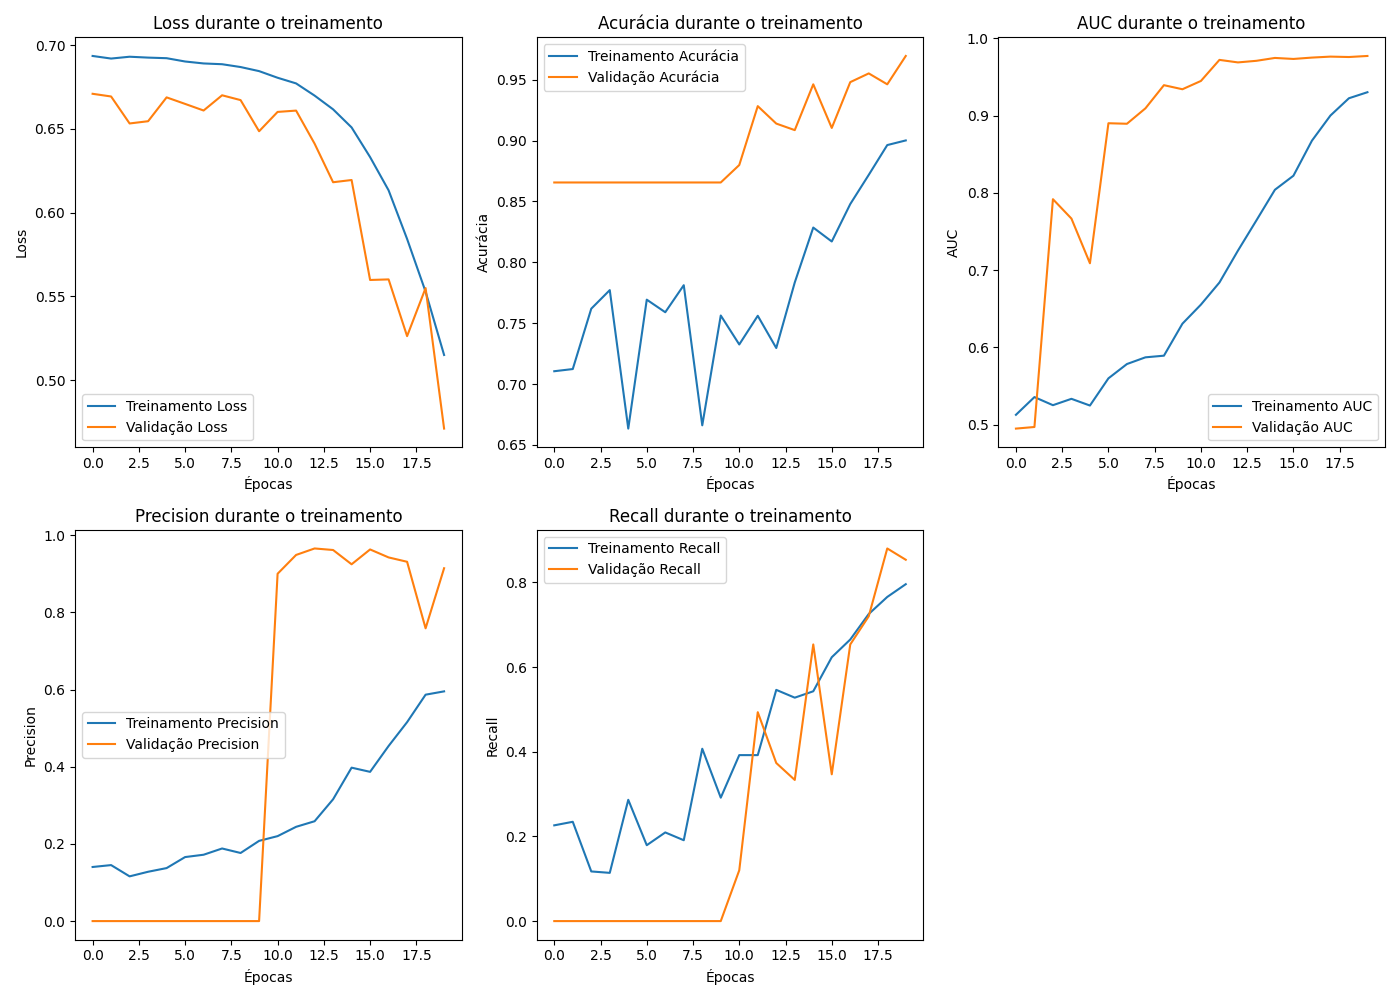 Loss durante o treinamento
0.70
0.65
0.60
0.55
0.50
Loss
Treinamento Loss
Validação Loss
0.0 2.5 5.0 7.5 10.0 12.5 15.0 17.5
Épocas
Acurácia durante o treinamento
Treinamento Acurácia
Validação Acurácia
0.95
0.90
0.85
0.80
0.75
0.70
0.65
Acurácia
0.0 2.5 5.0 7.5 10.0 12.5 15.0 17.5
Épocas
AUC durante o treinamento
1.0
0.9
0.8
0.7
0.6
0.5
AUC
Treinamento AUC
Validação AUC
0.0 2.5 5.0 7.5 10.0 12.5 15.0 17.5
Épocas
Precision durante o treinamento
1.0
0.8
0.6
0.4
0.2
0.0
Precision
Treinamento Precision
Validação Precision
0.0 2.5 5.0 7.5 10.0 12.5 15.0 17.5
Épocas
Recall durante o treinamento
Treinamento Recall
Validação Recall
0.8
0.6
0.4
0.2
0.0
Recall
0.0 2.5 5.0 7.5 10.0 12.5 15.0 17.5
Épocas